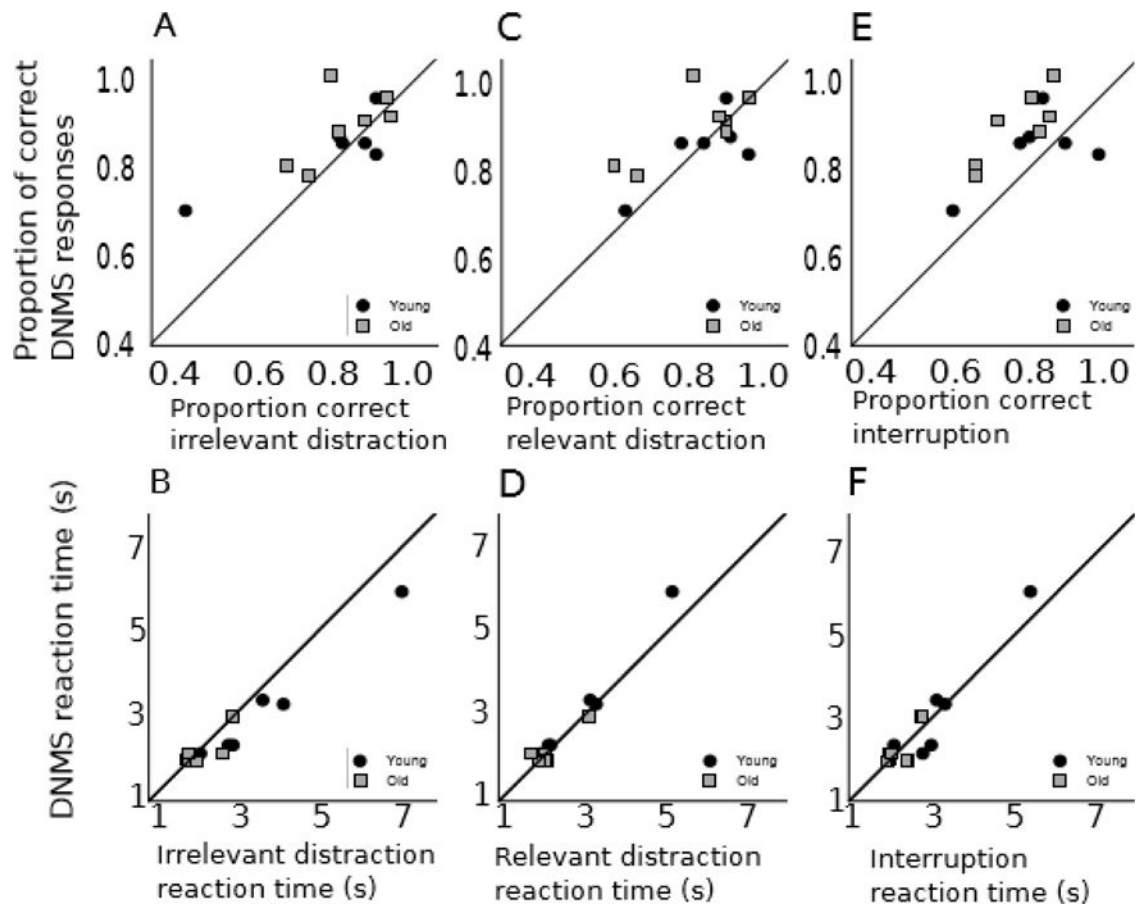 A
Proportion of correct
DNMS responses
1.0
0.8
0.6
0.4
Young
Old
0.4 0.6 0.8 1.0
Proportion correct
irrelevant distraction
C
1.0
0.8
0.6
0.4
Young
Old
0.4 0.6 0.8 1.0
Proportion correct
relevant distraction
E
1.0
0.8
0.6
0.4
Young
Old
0.4 0.6 0.8 1.0
Proportion correct
interruption
B
DNMS reaction time (s)
7
5
3
1
Young
Old
1 3 5 7
Irrelevant distraction
reaction time (s)
D
7
5
3
1
Young
Old
1 3 5 7
Relevant distraction
reaction time (s)
F
7
5
3
1
Young
Old
1 3 5 7
Interruption
reaction time (s)